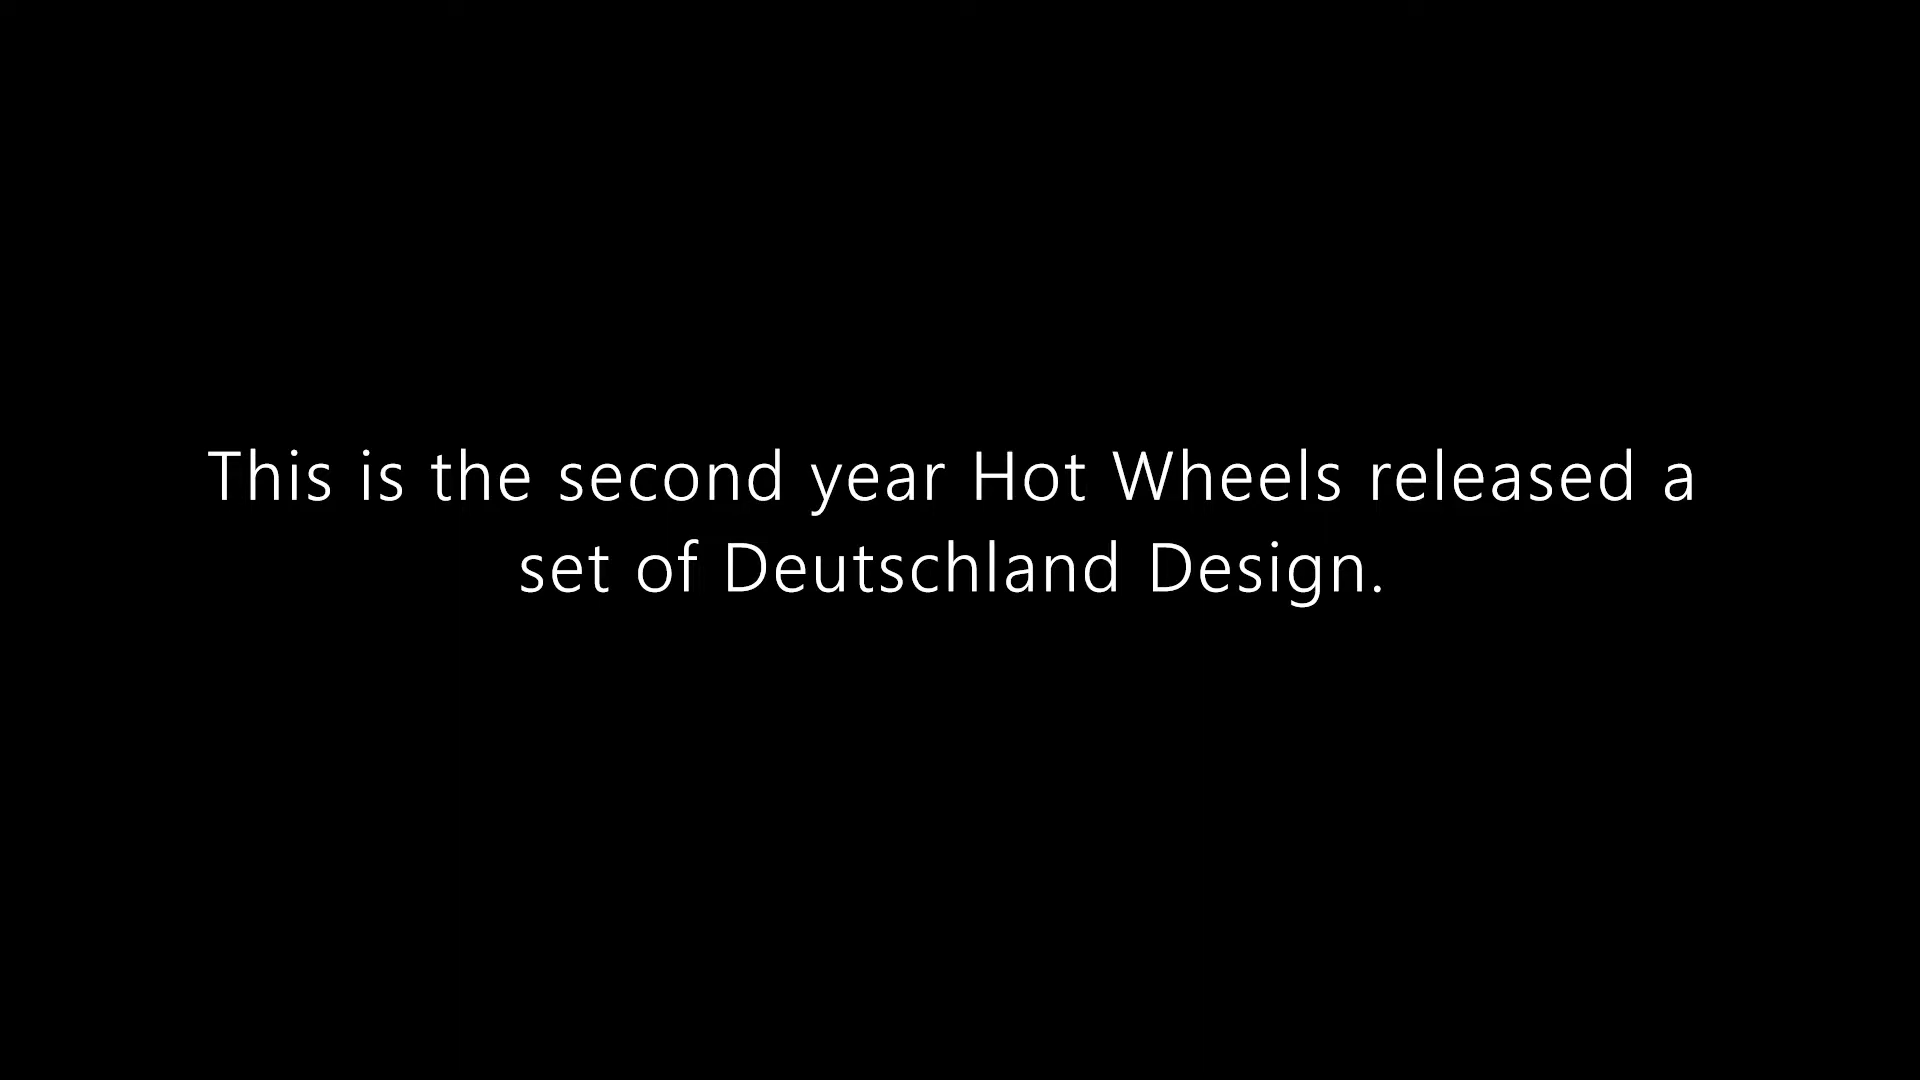 This is the second year Hot Wheels released a
set of Deutschland Design.